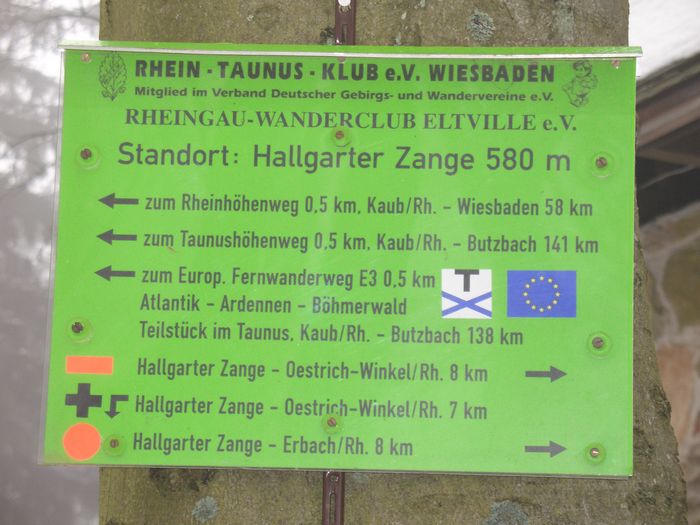 RHEIN - TAUNUS - KLUB e.V. WIESBADEN
Mitglied im Verband Deutscher Gebirgs- und Wandervereine e.V.
RHEINGAU-WANDERCLUB ELTVILLE e.V.
Standort: Hallgarter Zange 580 m
← zum Rheinhöhenweg 0,5 km, Kaub/Rh. - Wiesbaden 58 km
← zum Taunushöhenweg 0,5 km, Kaub/Rh. - Butzbach 141 km
← zum Europ. Fernwanderweg E3 0,5 km T
Atlantik - Ardennen - Böhmerwald
Teilstück im Taunus, Kaub/Rh. - Butzbach 138 km
Hallgarter Zange - Oestrich-Winkel/Rh. 8 km →
Hallgarter Zange - Oestrich-Winkel/Rh. 7 km
Hallgarter Zange - Erbach/Rh. 8 km →